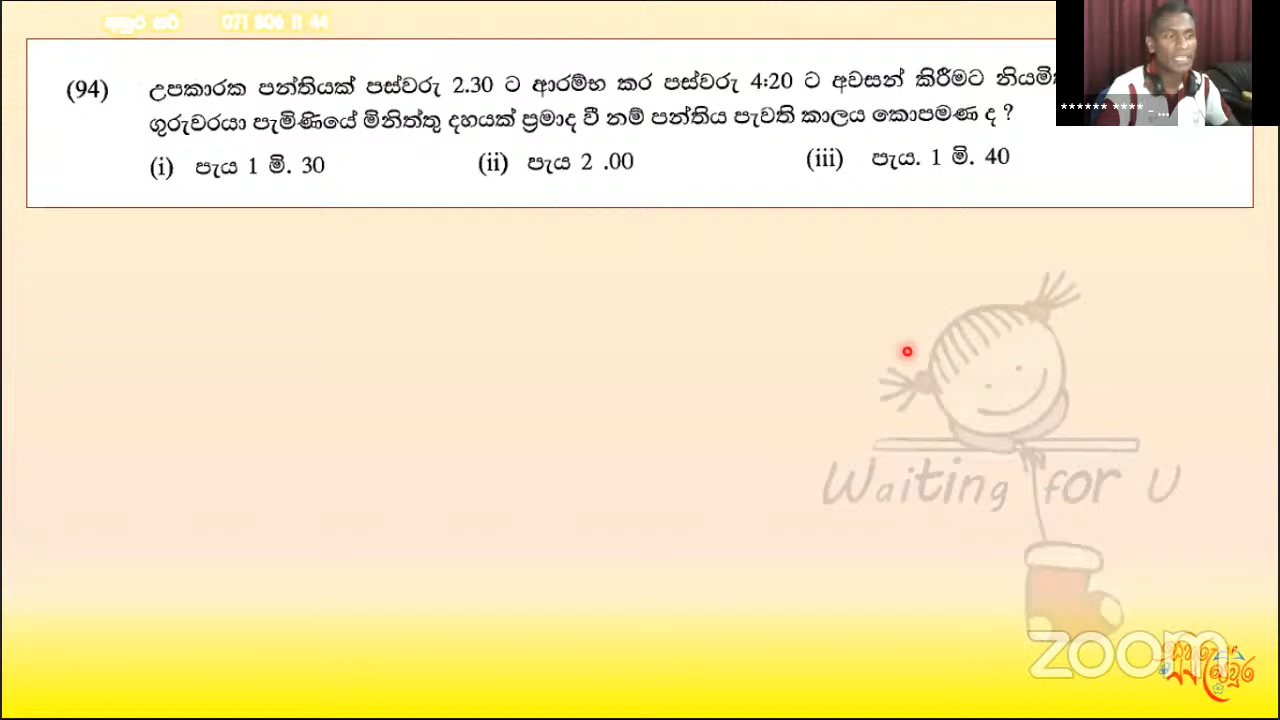 071 806 11 44
****** **** - ...
(94) උපකාරක පන්තියක් පස්වරු 2.30 ට ආරම්භ කර පස්වරු 4:20 ට අවසන් කිරීමට
ගුරුවරයා පැමිණියේ මිනිත්තු දහයක් ප්‍රමාද වී නම් පන්තිය පැවති කාලය කොපමණ ද ?
(i) පැය 1 මි. 30 (ii) පැය 2 .00 (iii) පැය. 1 මි. 40
Waiting for U
zoom